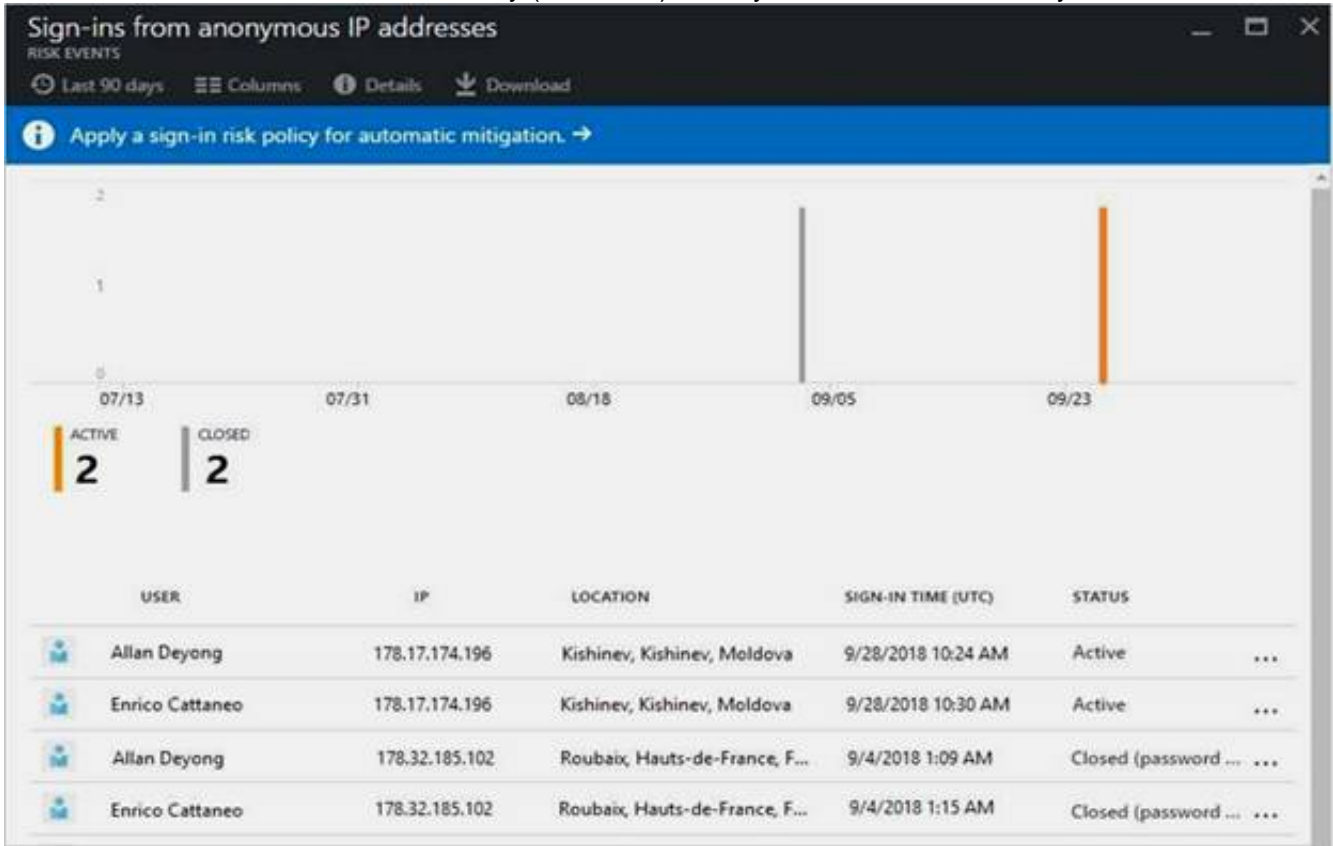 Sign-ins from anonymous IP addresses
RISK EVENTS
Last 90 days Columns Details Download
Apply a sign-in risk policy for automatic mitigation. →
2
1
0
07/13 07/31 08/18 09/05 09/23
ACTIVE CLOSED
2 2
USER IP LOCATION SIGN-IN TIME (UTC) STATUS
Allan Deyong 178.17.174.196 Kishinev, Kishinev, Moldova 9/28/2018 10:24 AM Active ...
Enrico Cattaneo 178.17.174.196 Kishinev, Kishinev, Moldova 9/28/2018 10:30 AM Active ...
Allan Deyong 178.32.185.102 Roubaix, Hauts-de-France, F... 9/4/2018 1:09 AM Closed (password ... ...
Enrico Cattaneo 178.32.185.102 Roubaix, Hauts-de-France, F... 9/4/2018 1:15 AM Closed (password ... ...